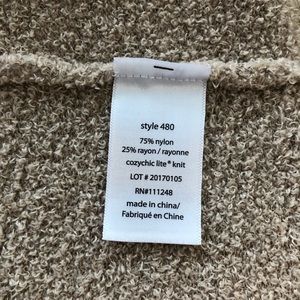 style 480
75% nylon
25% rayon / rayonne
cozychic lite® knit
LOT # 20170105
RN#111248
made in china/
Fabriqué en Chine